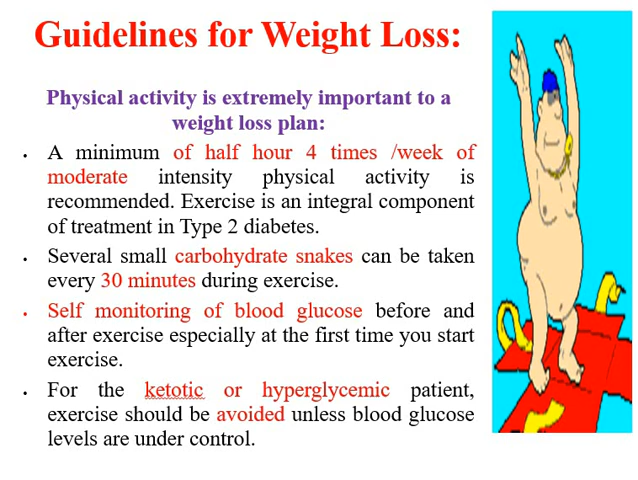 Guidelines for Weight Loss:
Physical activity is extremely important to a
weight loss plan:
• A minimum of half hour 4 times /week of
moderate intensity physical activity is
recommended. Exercise is an integral component
of treatment in Type 2 diabetes.
• Several small carbohydrate snakes can be taken
every 30 minutes during exercise.
• Self monitoring of blood glucose before and
after exercise especially at the first time you start
exercise.
• For the ketotic or hyperglycemic patient,
exercise should be avoided unless blood glucose
levels are under control.